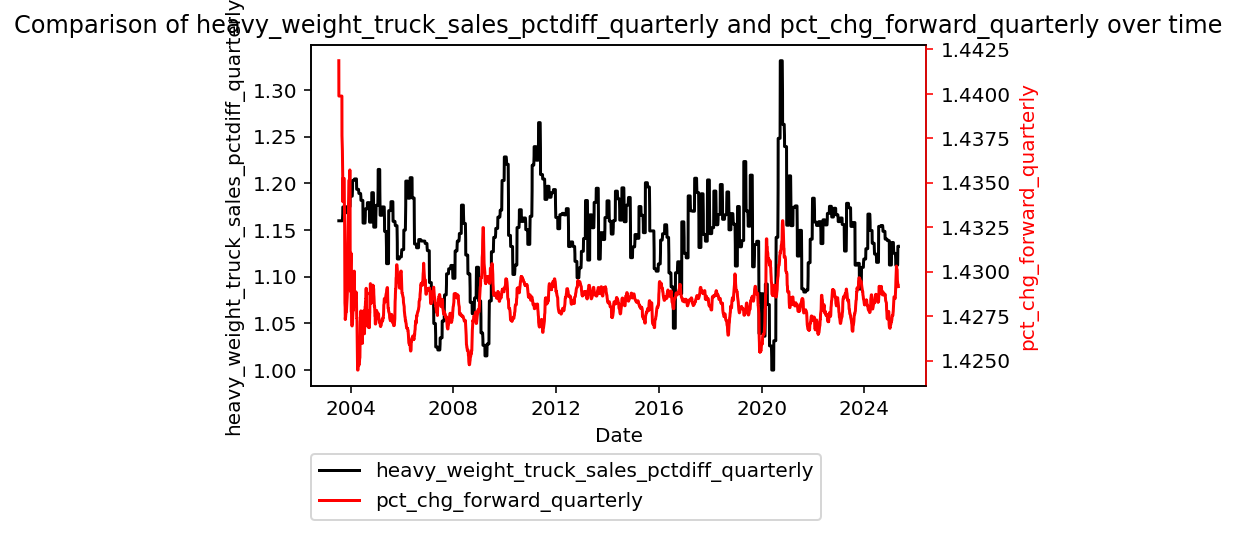 Comparison of heavy_weight_truck_sales_pctdiff_quarterly and pct_chg_forward_quarterly over time
heavy_weight_truck_sales_pctdiff_quarterly
1.30
1.25
1.20
1.15
1.10
1.05
1.00
1.4425
1.4400
1.4375
1.4350
1.4325
1.4300
1.4275
1.4250
pct_chg_forward_quarterly
2004 2008 2012 2016 2020 2024
Date
heavy_weight_truck_sales_pctdiff_quarterly
pct_chg_forward_quarterly